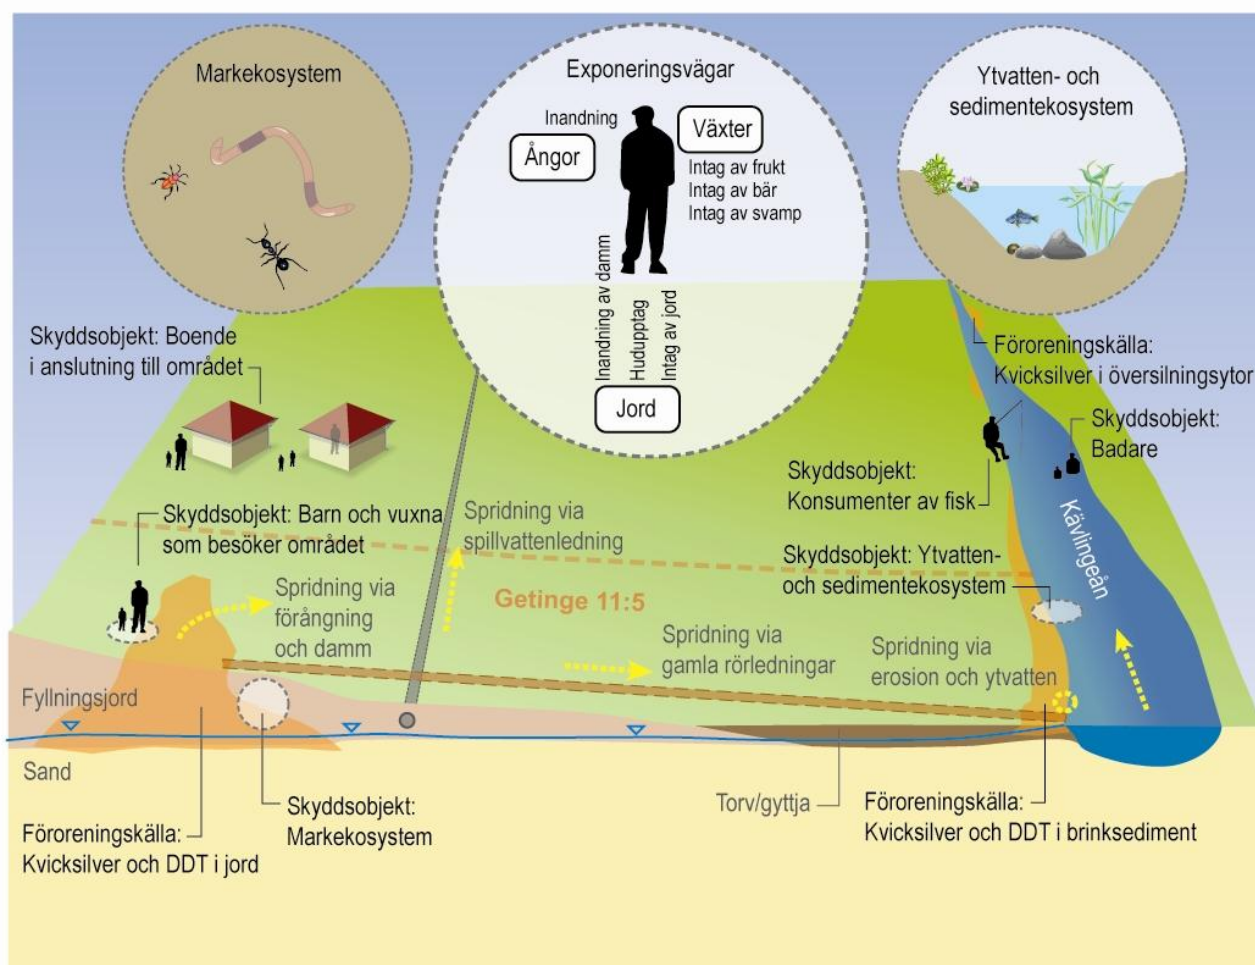 Markekosystem
Exponeringsvägar
Inandning
Ångor
Växter
Intag av frukt
Intag av bär
Intag av svamp
Inandning av damm
Hudupptag
Intag av jord
Jord
Ytvatten- och
sedimentekosystem
Skyddsobjekt: Boende
i anslutning till området
Föroreningskälla:
Kvicksilver i översilningsytor
Skyddsobjekt:
Badare
Skyddsobjekt:
Konsumenter av fisk
Kävlingeån
Skyddsobjekt: Barn och vuxna
som besöker området
Spridning via
spillvattenledning
Skyddsobjekt: Ytvatten-
och sedimentekosystem
Spridning via
förångning
och damm
Getinge 11:5
Spridning via
gamla rörledningar
Spridning via
erosion och ytvatten
Fyllningsjord
Sand
Föroreningskälla:
Kvicksilver och DDT i jord
Skyddsobjekt:
Markekosystem
Torv/gyttja
Föroreningskälla:
Kvicksilver och DDT i brinksediment